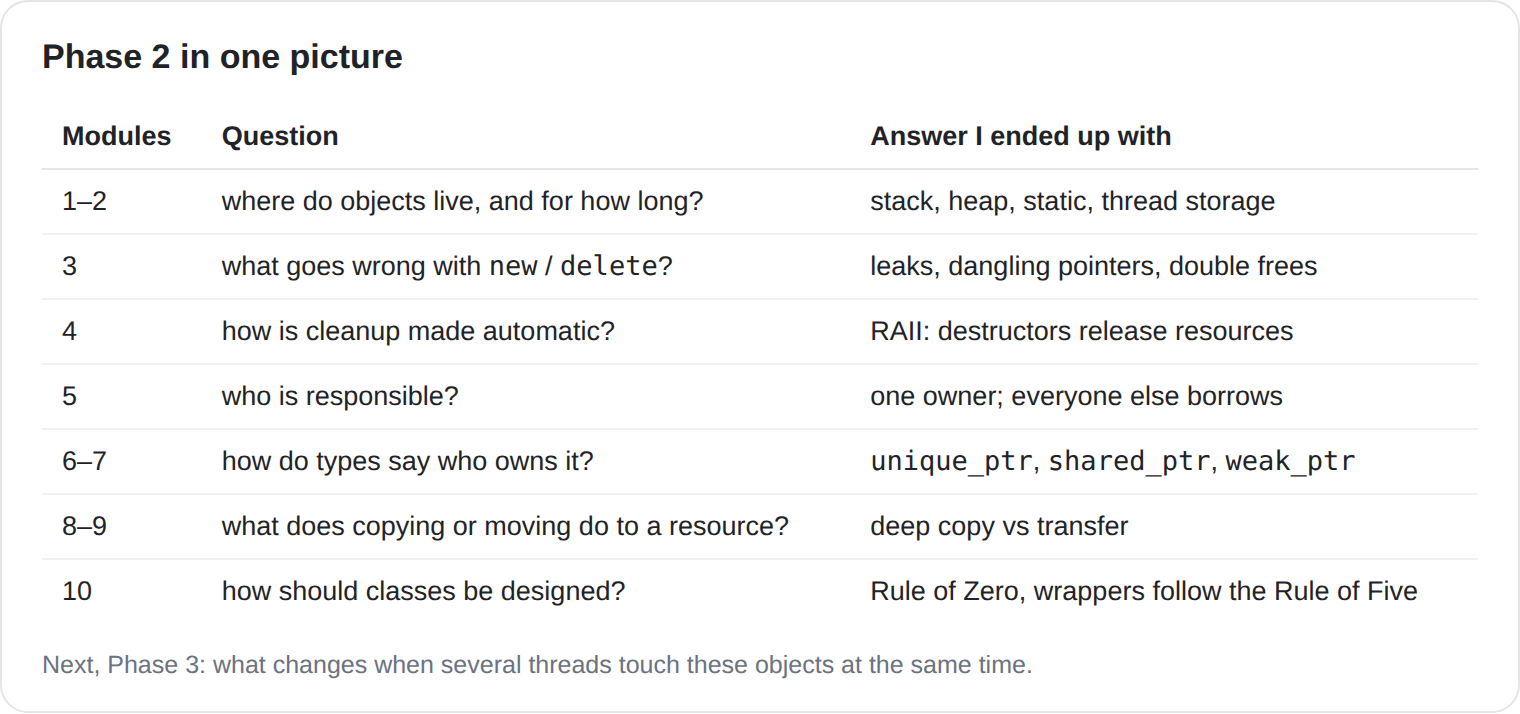 Phase 2 in one picture
Modules Question Answer I ended up with
1–2 where do objects live, and for how long? stack, heap, static, thread storage
3 what goes wrong with new / delete? leaks, dangling pointers, double frees
4 how is cleanup made automatic? RAII: destructors release resources
5 who is responsible? one owner; everyone else borrows
6–7 how do types say who owns it? unique_ptr, shared_ptr, weak_ptr
8–9 what does copying or moving do to a resource? deep copy vs transfer
10 how should classes be designed? Rule of Zero, wrappers follow the Rule of Five
Next, Phase 3: what changes when several threads touch these objects at the same time.